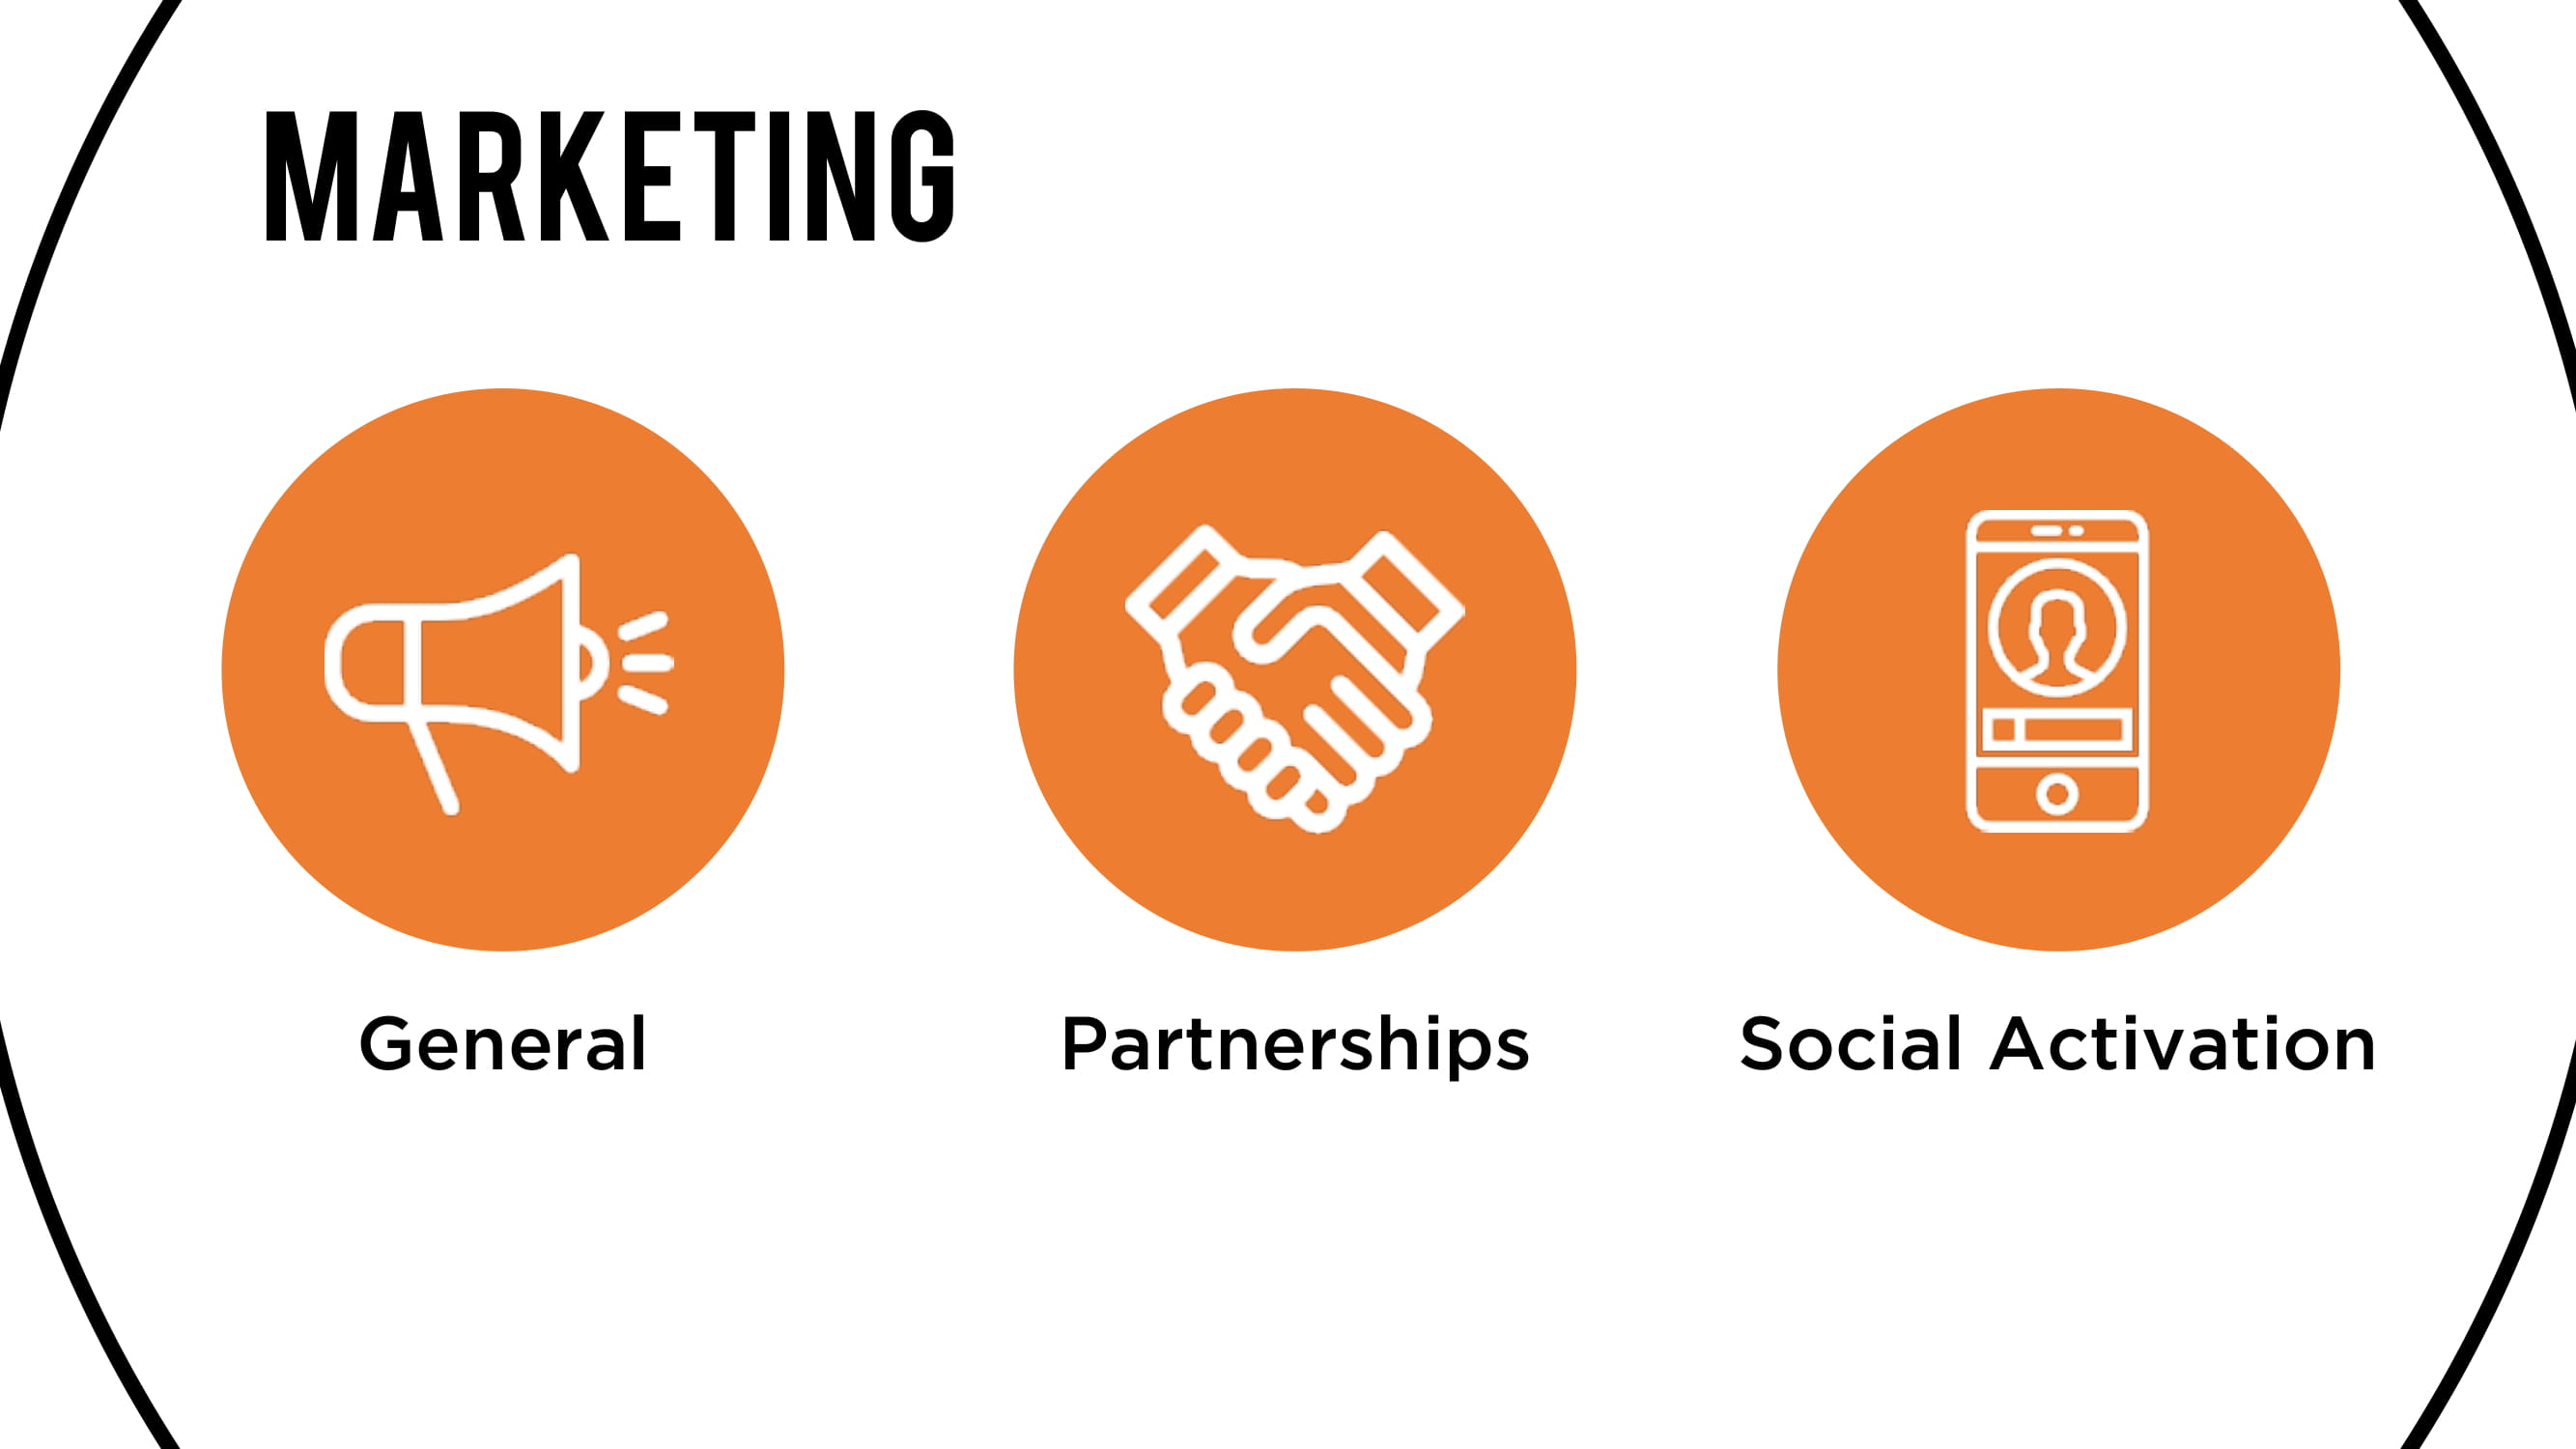 MARKETING
General
Partnerships
Social Activation